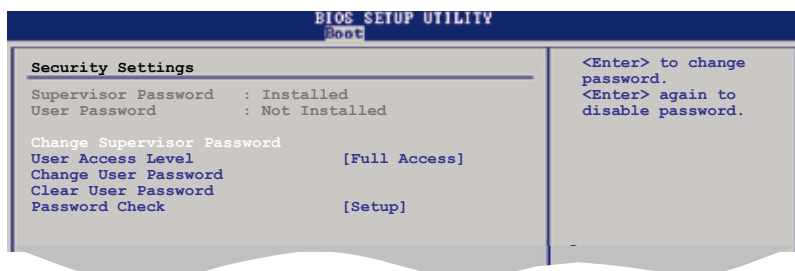 BIOS SETUP UTILITY
Boot
Security Settings
Supervisor Password : Installed
User Password : Not Installed
Change Supervisor Password
User Access Level [Full Access]
Change User Password
Clear User Password
Password Check [Setup]
<Enter> to change
password.
<Enter> again to
disable password.